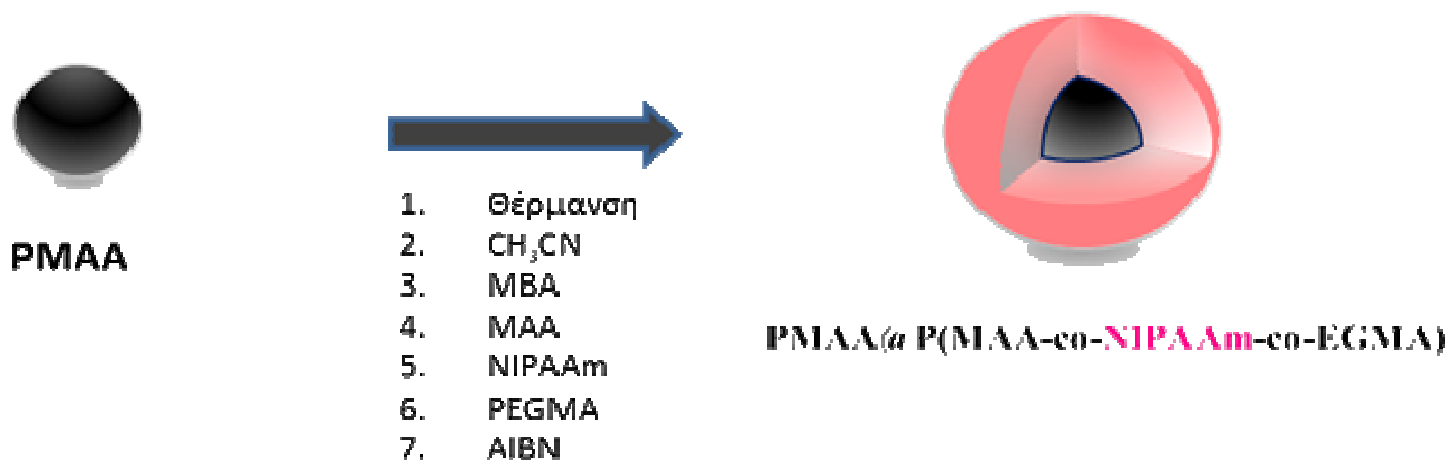 PMAA
1. Θέρμανση
2. CH₃CN
3. MBA
4. MAA
5. NIPAAm
6. PEGMA
7. AIBN
PMAA@P(MAA-co-NIPAAm-co-EGMA)